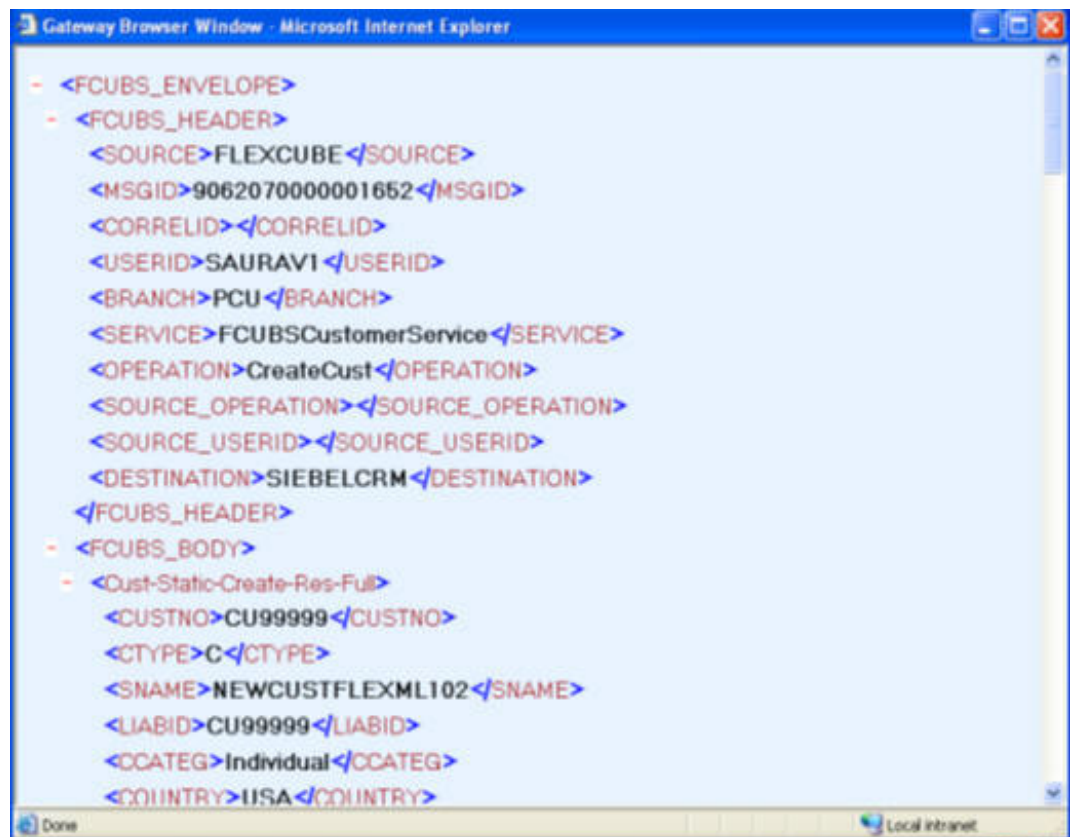 Gateway Browser Window - Microsoft Internet Explorer
- <FCUBS_ENVELOPE>
- <FCUBS_HEADER>
<SOURCE>FLEXCUBE</SOURCE>
<MSGID>9062070000001652</MSGID>
<CORRELID></CORRELID>
<USERID>SAURAV1</USERID>
<BRANCH>PCU</BRANCH>
<SERVICE>FCUBSCustomerService</SERVICE>
<OPERATION>CreateCust</OPERATION>
<SOURCE_OPERATION></SOURCE_OPERATION>
<SOURCE_USERID></SOURCE_USERID>
<DESTINATION>SIEBELCRM</DESTINATION>
</FCUBS_HEADER>
- <FCUBS_BODY>
- <Cust-Static-Create-Res-Full>
<CUSTNO>CU99999</CUSTNO>
<CTYPE>C</CTYPE>
<SNAME>NEWCUSTFLEXML102</SNAME>
<LIABID>CU99999</LIABID>
<CCATEG>Individual</CCATEG>
<COUNTRY>USA</COUNTRY>
Done Local intranet